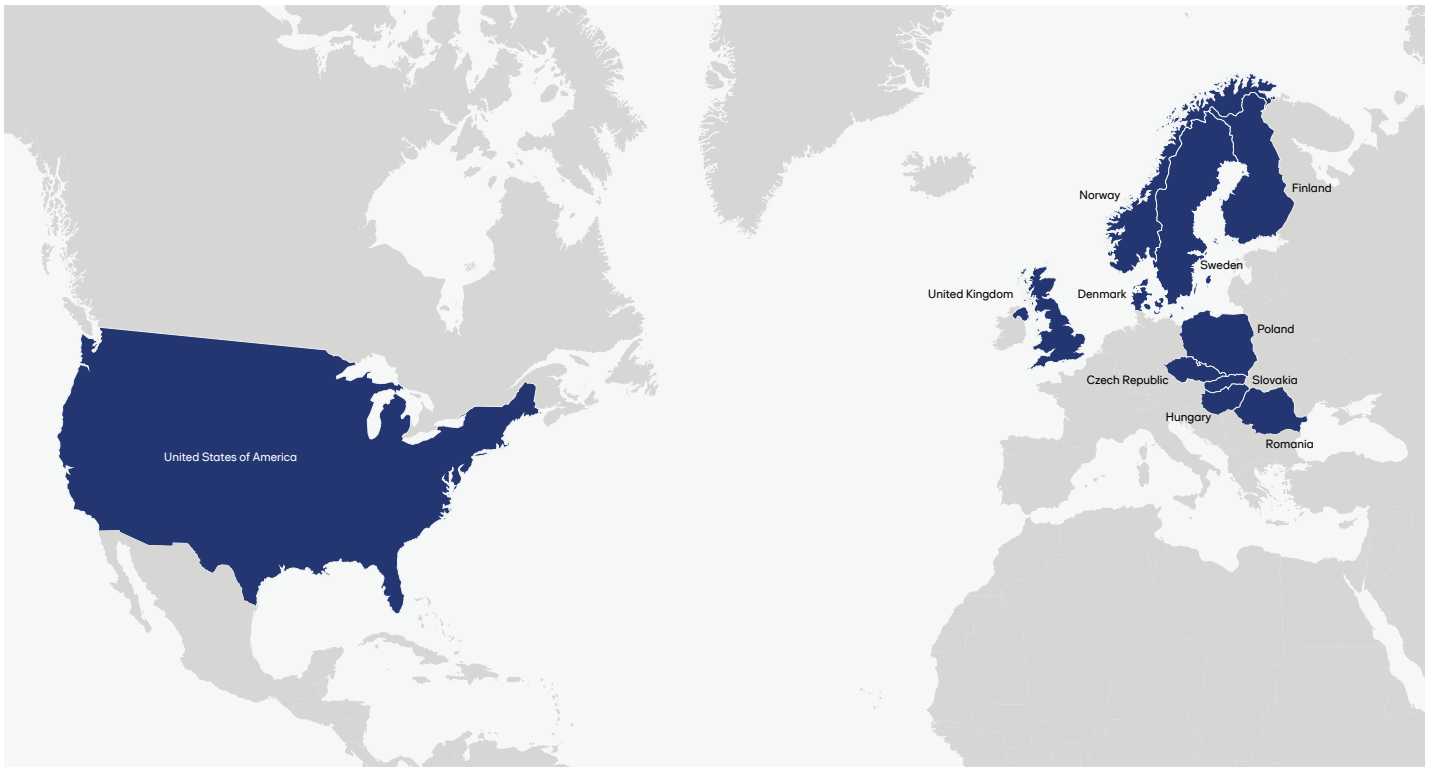 Finland
Norway
Sweden
United Kingdom
Denmark
Poland
Czech Republic
Slovakia
Hungary
Romania
United States of America